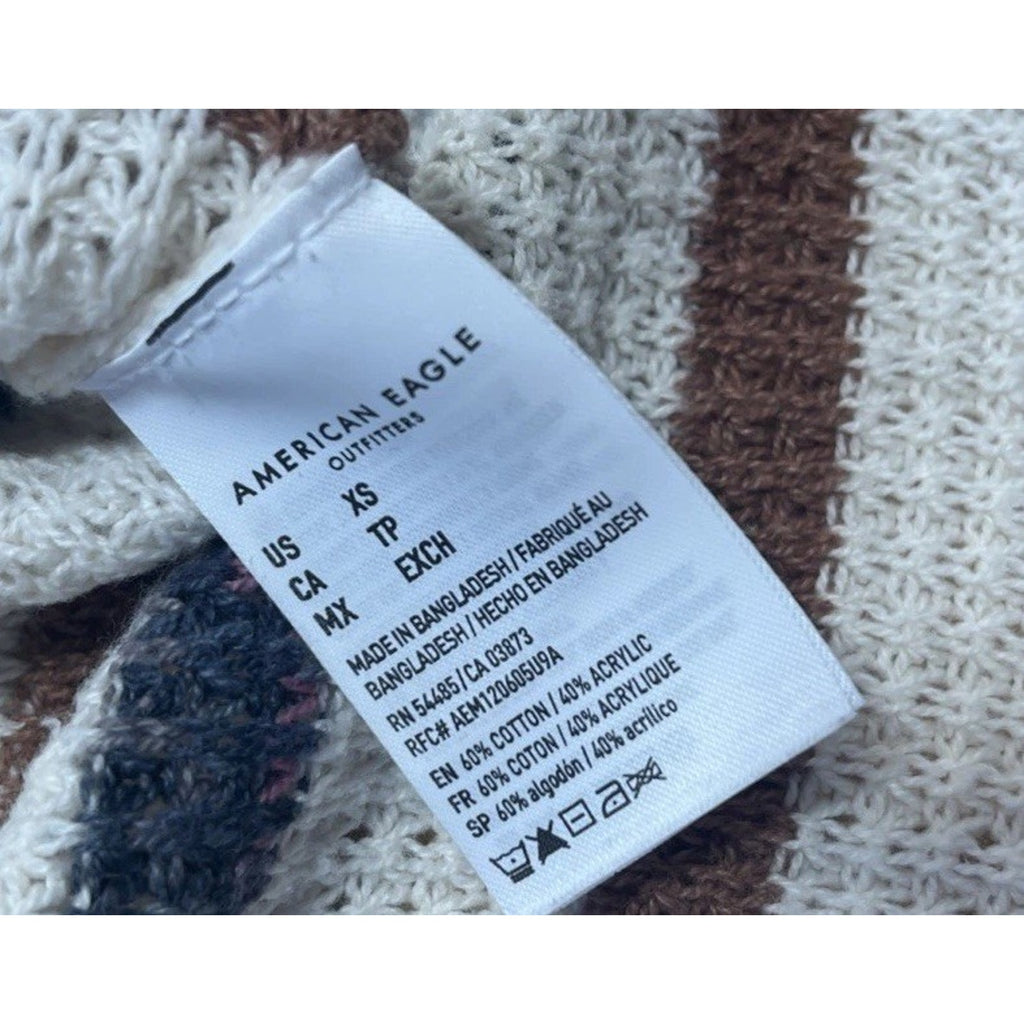 AMERICAN EAGLE
OUTFITTERS
US XS
CA TP
MX EXCH
MADE IN BANGLADESH / FABRIQUÉ AU
BANGLADESH / HECHO EN BANGLADESH
RN 54485 / CA 03873
RFC# AEM120605U9A
EN 60% COTTON / 40% ACRYLIC
FR 60% COTON / 40% ACRYLIQUE
SP 60% algodón / 40% acrílico